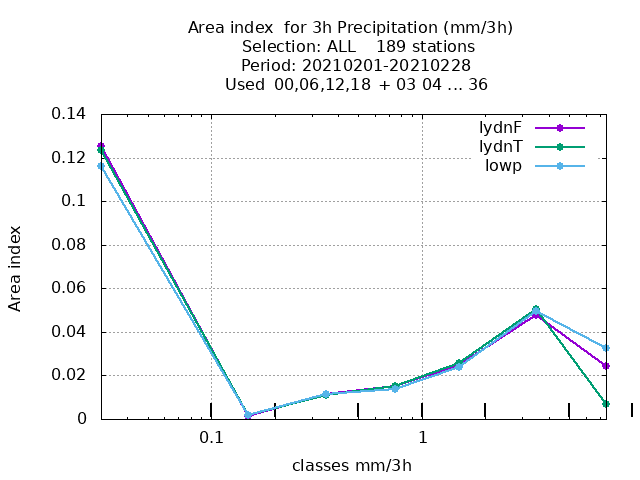 Area index  for 3h Precipitation (mm/3h)
Selection: ALL    189 stations
Period: 20210201-20210228
Used  00,06,12,18  + 03 04 ... 36
0.14
0.12
0.1
0.08
0.06
0.04
0.02
0
Area index
lydnF
lydnT
lowp
0.1
1
classes mm/3h